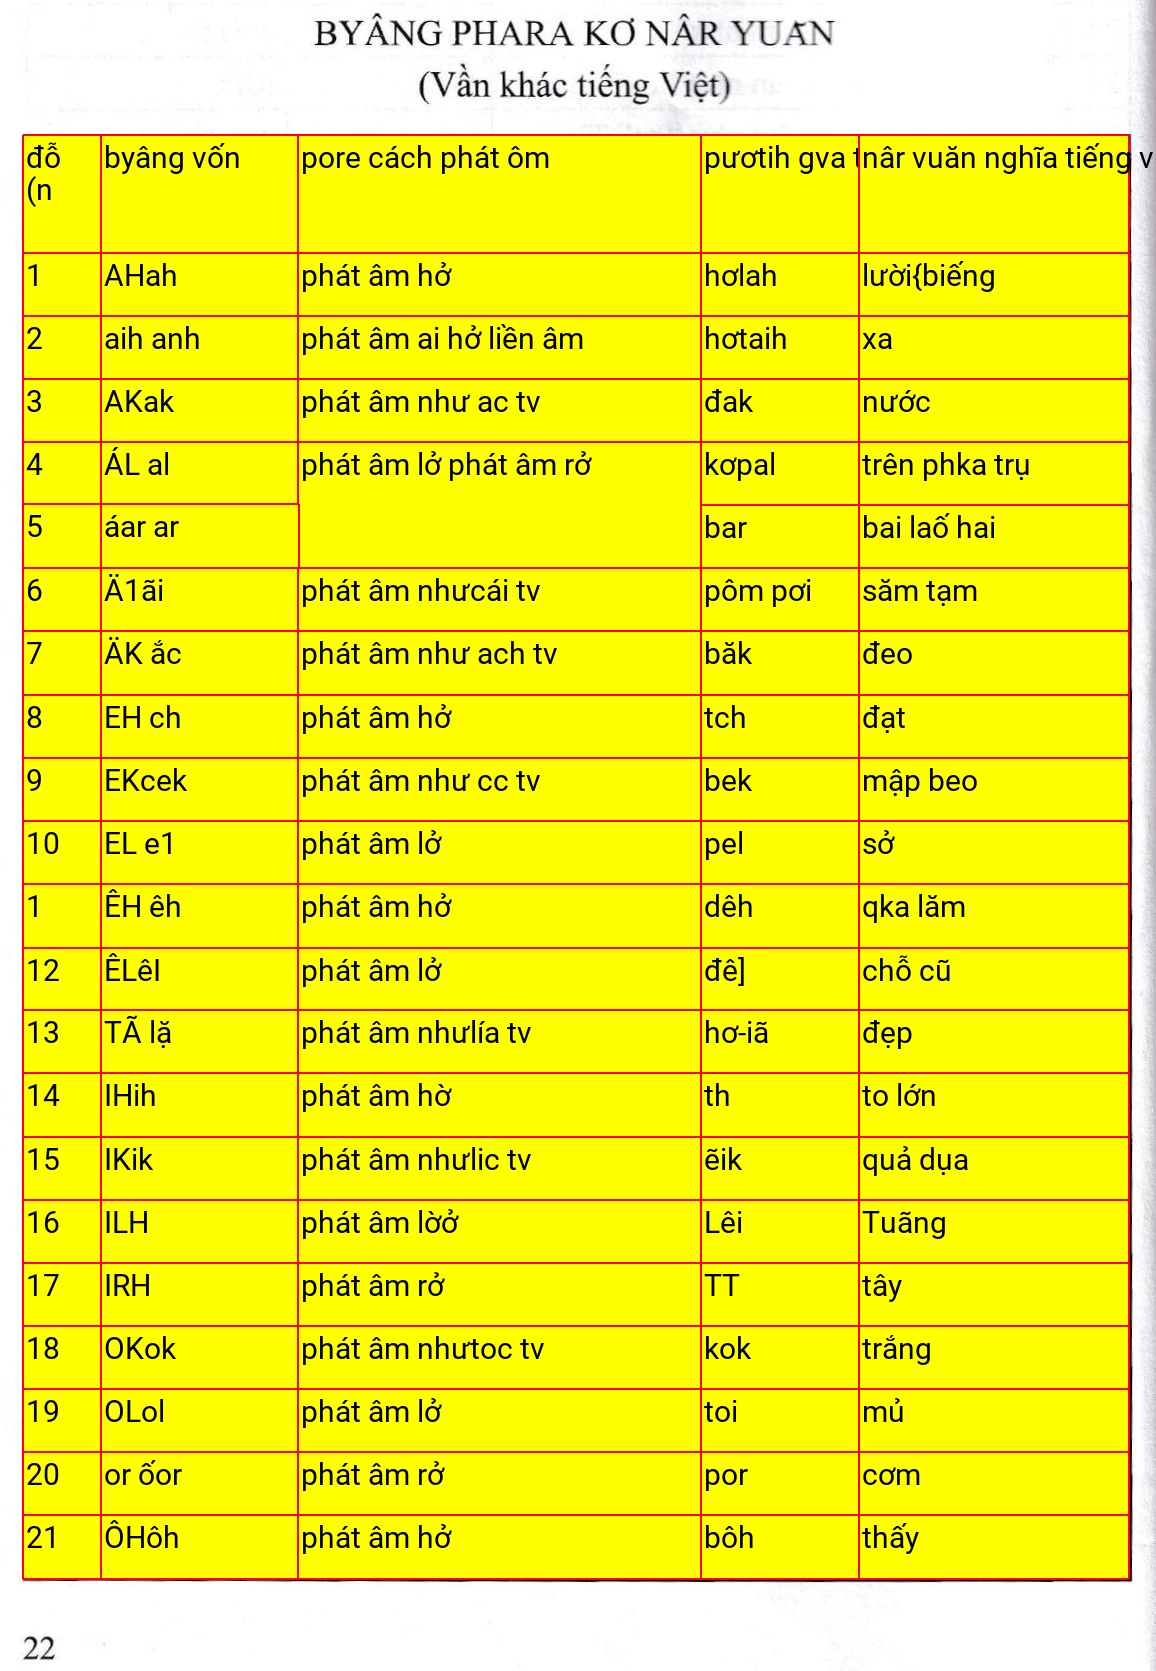 BYÂNG PHARA KƠ NÂR YUAN
(Vần khác tiếng Việt)
đỗ (n byâng vốn pore cách phát ôm pươtih gva nâr vuăn nghĩa tiếng v
1 AHah phát âm hở hơlah lười{biếng
2 aih anh phát âm ai hở liền âm hơtaih xa
3 AKak phát âm như ac tv đak nước
4 ÁL al phát âm lở phát âm rở kơpal trên phka trụ
5 áar ar bar bai laố hai
6 Ä1ãi phát âm nhưcái tv pôm pơi săm tạm
7 ÄK ắc phát âm như ach tv băk đeo
8 EH ch phát âm hở tch đạt
9 EKcek phát âm như cc tv bek mập beo
10 EL e1 phát âm lở pel sở
1 ÊH êh phát âm hở dêh qka lăm
12 ÊLêl phát âm lở đê] chỗ cũ
13 TÃ lặ phát âm nhưlía tv hơ-iã đẹp
14 IHih phát âm hờ th to lớn
15 IKik phát âm nhưlic tv ẽik quả dụa
16 ILH phát âm lờở Lêi Tuãng
17 IRH phát âm rở TT tây
18 OKok phát âm nhưtoc tv kok trắng
19 OLol phát âm lở toi mủ
20 or ốor phát âm rở por cơm
21 ÔHôh phát âm hở bôh thấy
22